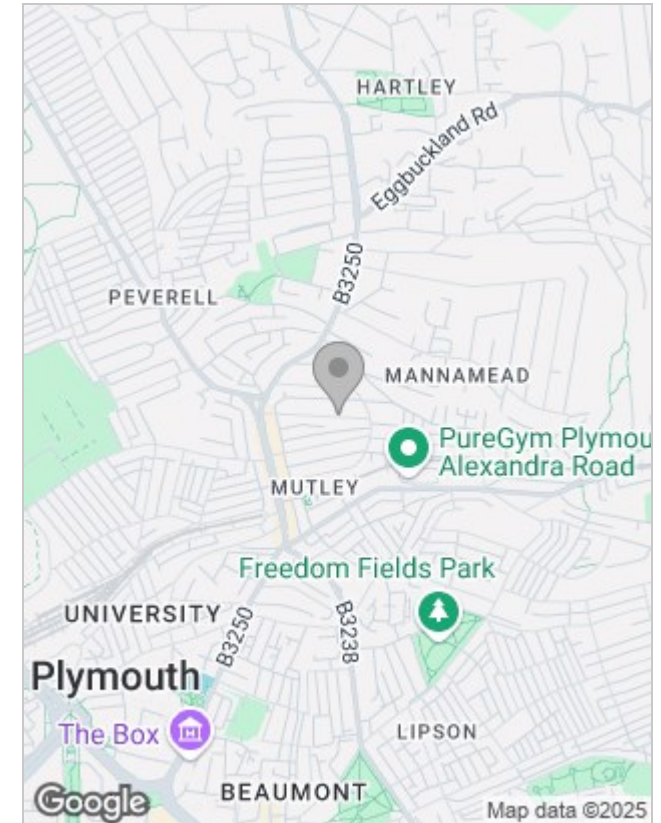 HARTLEY
Eggbuckland Rd
B3250
PEVERELL
MANNAMEAD
PureGym Plymou
Alexandra Road
MUTLEY
Freedom Fields Park
UNIVERSITY
B3250
B3238
Plymouth
The Box
LIPSON
BEAUMONT
Google
Map data ©2025